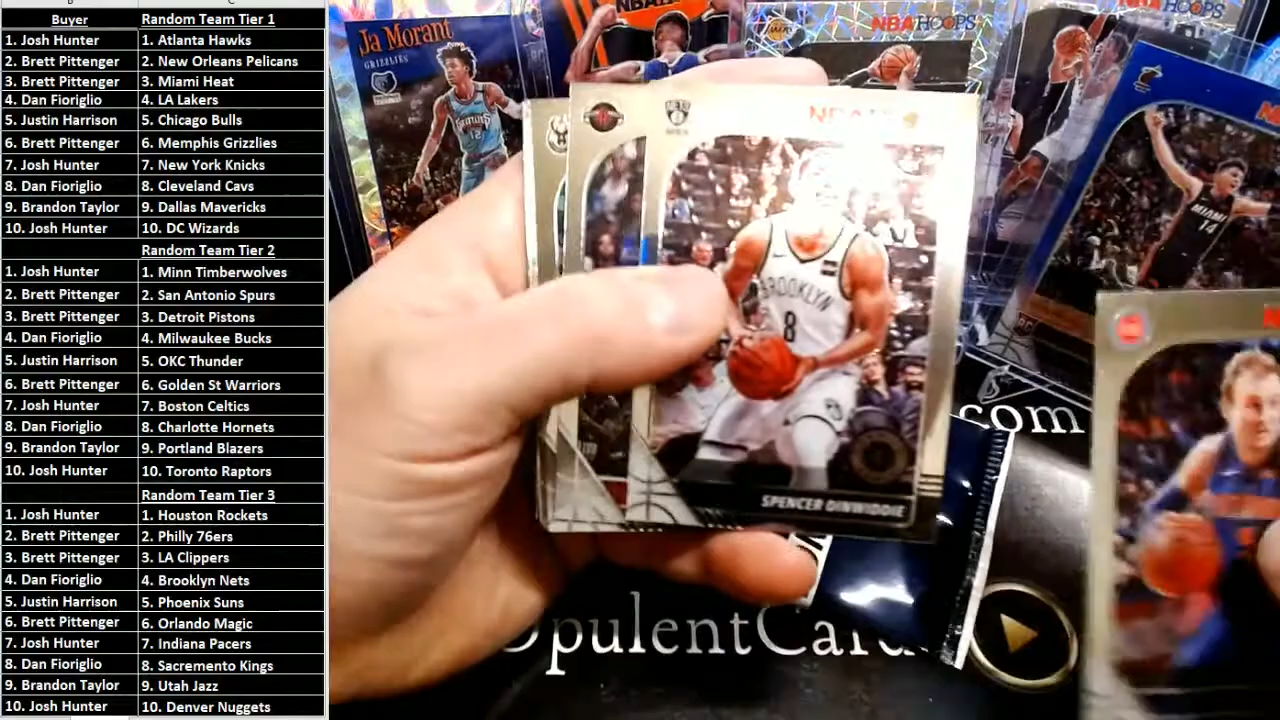 Buyer Random Team Tier 1
1. Josh Hunter 1. Atlanta Hawks
2. Brett Pittenger 2. New Orleans Pelicans
3. Brett Pittenger 3. Miami Heat
4. Dan Fioriglio 4. LA Lakers
5. Justin Harrison 5. Chicago Bulls
6. Brett Pittenger 6. Memphis Grizzlies
7. Josh Hunter 7. New York Knicks
8. Dan Fioriglio 8. Cleveland Cavs
9. Brandon Taylor 9. Dallas Mavericks
10. Josh Hunter 10. DC Wizards
Random Team Tier 2
1. Josh Hunter 1. Minn Timberwolves
2. Brett Pittenger 2. San Antonio Spurs
3. Brett Pittenger 3. Detroit Pistons
4. Dan Fioriglio 4. Milwaukee Bucks
5. Justin Harrison 5. OKC Thunder
6. Brett Pittenger 6. Golden St Warriors
7. Josh Hunter 7. Boston Celtics
8. Dan Fioriglio 8. Charlotte Hornets
9. Brandon Taylor 9. Portland Blazers
10. Josh Hunter 10. Toronto Raptors
Random Team Tier 3
1. Josh Hunter 1. Houston Rockets
2. Brett Pittenger 2. Philly 76ers
3. Brett Pittenger 3. LA Clippers
4. Dan Fioriglio 4. Brooklyn Nets
5. Justin Harrison 5. Phoenix Suns
6. Brett Pittenger 6. Orlando Magic
7. Josh Hunter 7. Indiana Pacers
8. Dan Fioriglio 8. Sacremento Kings
9. Brandon Taylor 9. Utah Jazz
10. Josh Hunter 10. Denver Nuggets
Ja Morant
GRIZZLIES
12
NBA HOOPS
NBA HOOPS
MIAMI
14
RC
NETS
BROOKLYN
8
SPENCER DINWIDDIE
.com
OpulentCard